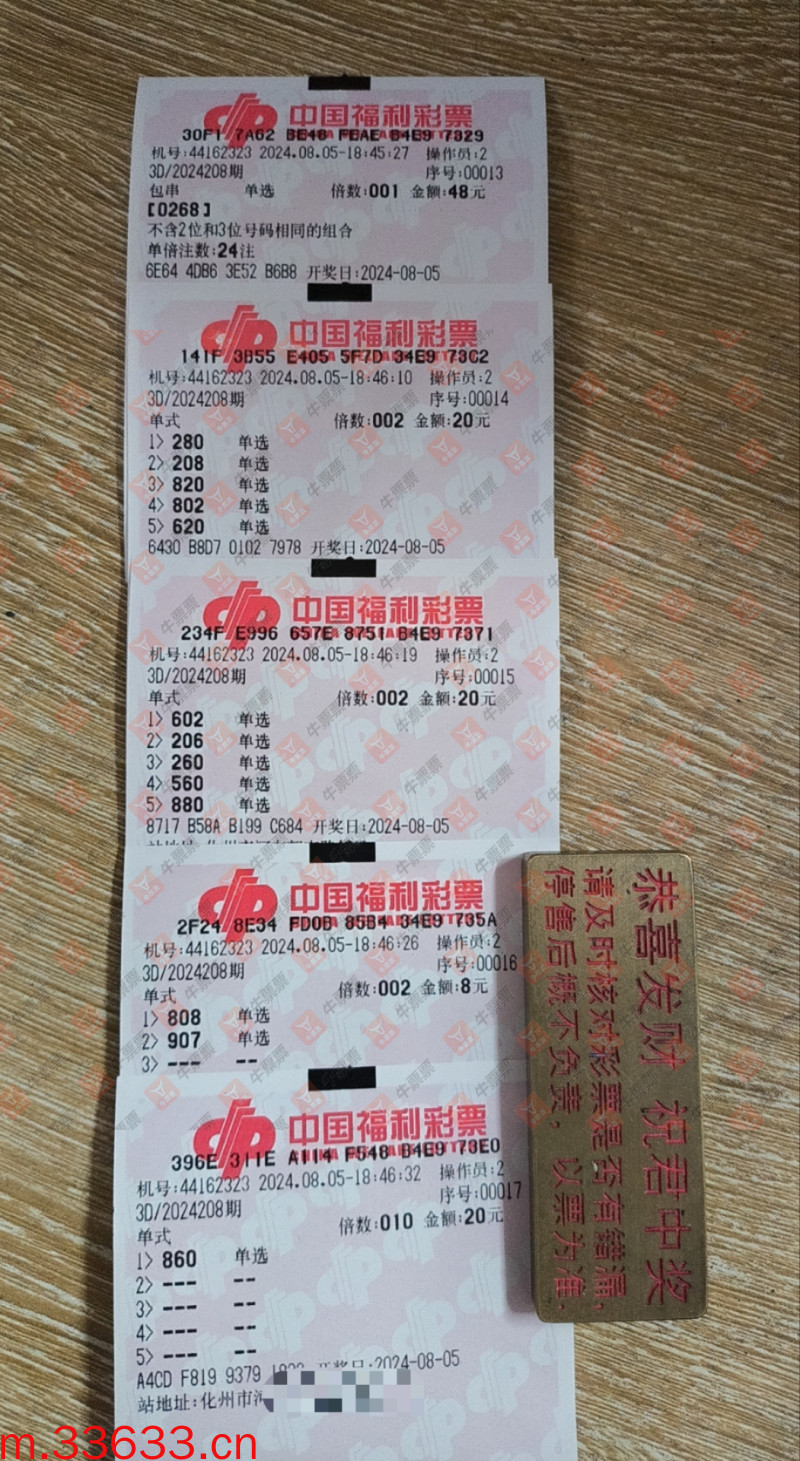 中国福利彩票
30F1 7A62 BE48 FEAE B4E9 7329
机号:44162323 2024.08.05-18:45:27 操作员:2
3D/2024208期 序号:00013
包串 单选 倍数:001 金额:48元
【0268】
不含2位和3位号码相同的组合
单倍注数:24注
6E64 4DB6 3E52 B6B8 开奖日:2024-08-05
中国福利彩票
141F 3B55 E405 5F7D 34E9 73C2
机号:44162323 2024.08.05-18:46:10 操作员:2
3D/2024208期 序号:00014
单式 倍数:002 金额:20元
1> 280 单选
2> 208 单选
3> 820 单选
4> 802 单选
5> 620 单选
6430 B8D7 0102 7978 开奖日:2024-08-05
中国福利彩票
234F E996 657E 8751 B4E9 7371
机号:44162323 2024.08.05-18:46:19 操作员:2
3D/2024208期 序号:00015
单式 倍数:002 金额:20元
1> 602 单选
2> 206 单选
3> 260 单选
4> 560 单选
5> 880 单选
8717 B58A B199 C684 开奖日:2024-08-05
中国福利彩票
2F24 8E34 FD0B 85B4 34E9 735A
机号:44162323 2024.08.05-18:46:26 操作员:2
3D/2024208期 序号:00016
单式 倍数:002 金额:8元
1> 808 单选
2> 907 单选
3> --- --
中国福利彩票
396E 311E A114 F548 B4E9 73E0
机号:44162323 2024.08.05-18:46:32 操作员:2
3D/2024208期 序号:00017
单式 倍数:010 金额:20元
1> 860 单选
2> --- --
3> --- --
4> --- --
5> --- --
A4CD F819 9379 开奖日:2024-08-05
站地址:化州市
恭喜发财 祝君中奖
请及时核对彩票是否有错漏,
停售后概不负责,以票为准.
牛票票
m.33633.cn